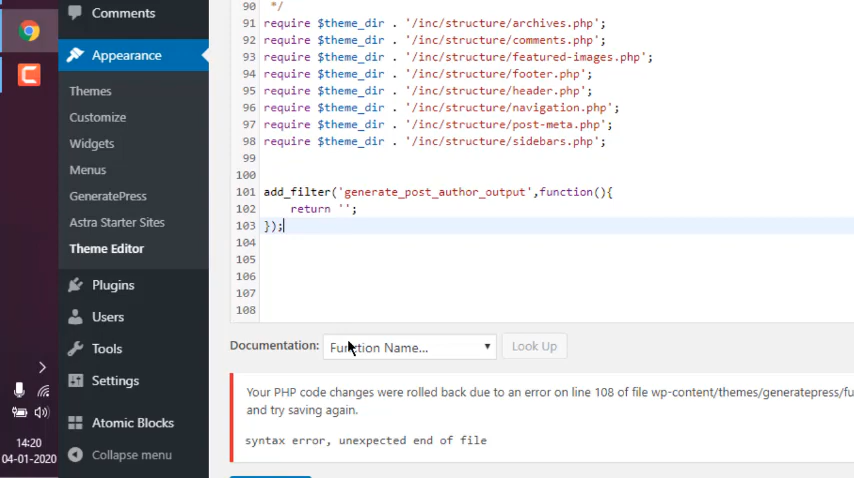 Comments
Appearance
Themes
Customize
Widgets
Menus
GeneratePress
Astra Starter Sites
Theme Editor
Plugins
Users
Tools
Settings
Atomic Blocks
Collapse menu
14:20
04-01-2020
90 */
91 require $theme_dir . '/inc/structure/archives.php';
92 require $theme_dir . '/inc/structure/comments.php';
93 require $theme_dir . '/inc/structure/featured-images.php';
94 require $theme_dir . '/inc/structure/footer.php';
95 require $theme_dir . '/inc/structure/header.php';
96 require $theme_dir . '/inc/structure/navigation.php';
97 require $theme_dir . '/inc/structure/post-meta.php';
98 require $theme_dir . '/inc/structure/sidebars.php';
99
100
101 add_filter('generate_post_author_output',function(){
102 return '';
103 });
104
105
106
107
108
Documentation: Function Name... Look Up
Your PHP code changes were rolled back due to an error on line 108 of file wp-content/themes/generatepress/fu
and try saving again.
syntax error, unexpected end of file